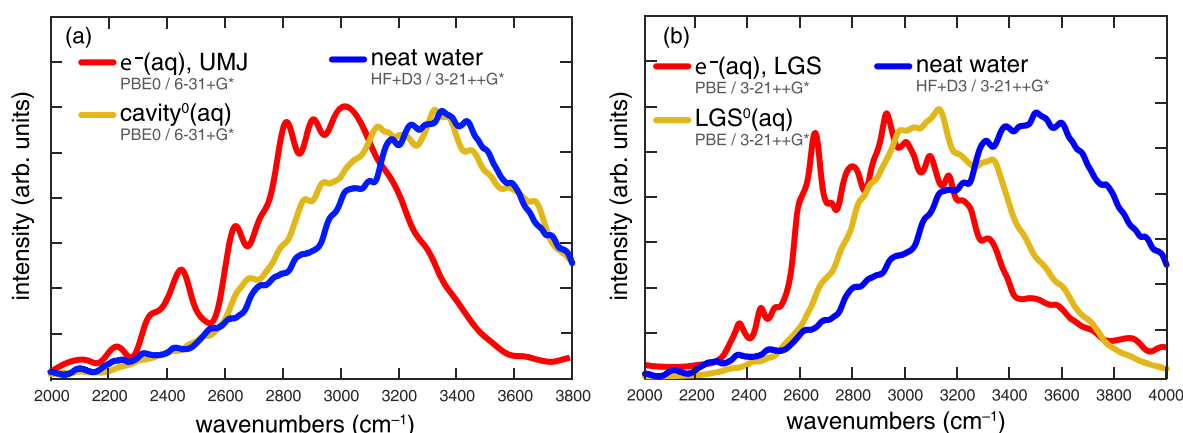 (a)
e⁻(aq), UMJ
PBE0 / 6-31+G*
cavity⁰(aq)
PBE0 / 6-31+G*
neat water
HF+D3 / 3-21++G*
intensity (arb. units)
2000 2200 2400 2600 2800 3000 3200 3400 3600 3800
wavenumbers (cm⁻¹)
(b)
e⁻(aq), LGS
PBE / 3-21++G*
LGS⁰(aq)
PBE / 3-21++G*
neat water
HF+D3 / 3-21++G*
intensity (arb. units)
2000 2200 2400 2600 2800 3000 3200 3400 3600 3800 4000
wavenumbers (cm⁻¹)